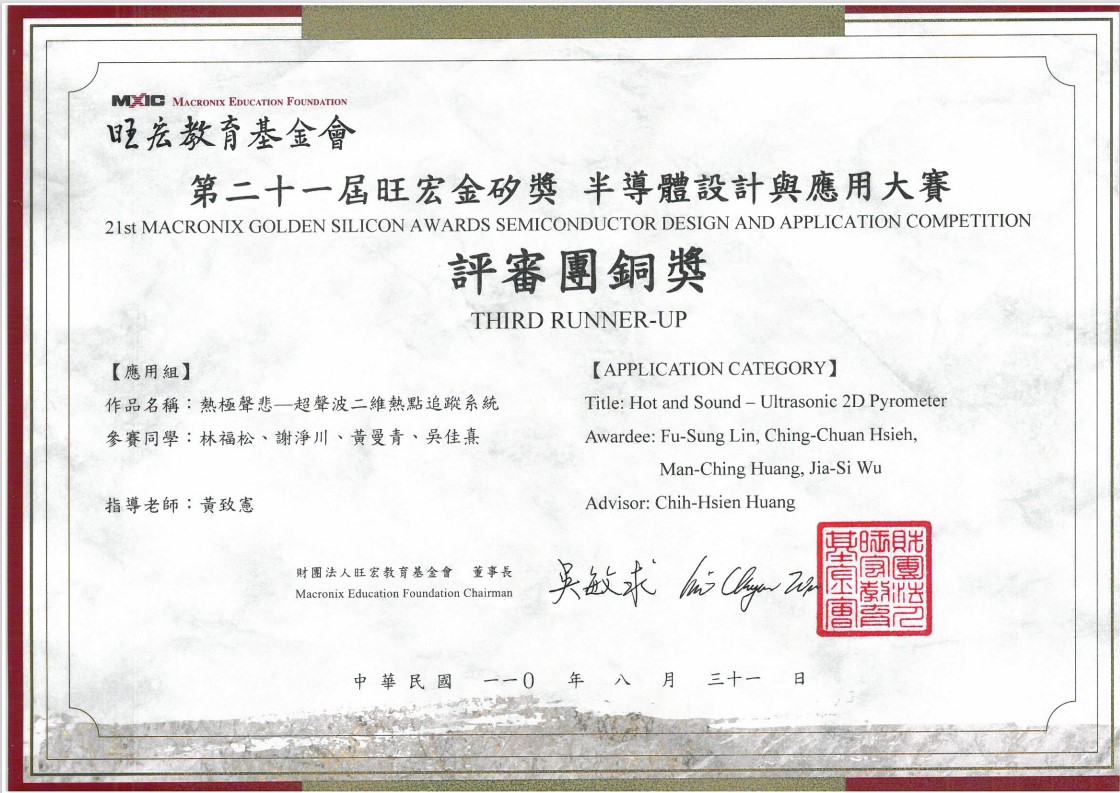 MXIC MACRONIX EDUCATION FOUNDATION
旺宏教育基金會
第二十一屆旺宏金矽獎 半導體設計與應用大賽
21st MACRONIX GOLDEN SILICON AWARDS SEMICONDUCTOR DESIGN AND APPLICATION COMPETITION
評審團銅獎
THIRD RUNNER-UP
【應用組】
作品名稱：熱極聲悲—超聲波二維熱點追蹤系統
參賽同學：林福松、謝淨川、黃曼青、吳佳熹
指導老師：黃致憲
【APPLICATION CATEGORY】
Title: Hot and Sound – Ultrasonic 2D Pyrometer
Awardee: Fu-Sung Lin, Ching-Chuan Hsieh,
Man-Ching Huang, Jia-Si Wu
Advisor: Chih-Hsien Huang
財團法人旺宏教育基金會 董事長
Macronix Education Foundation Chairman
吳敏求
財團法人
旺宏教育
基金會
中華民國 一一０ 年 八 月 三十一 日